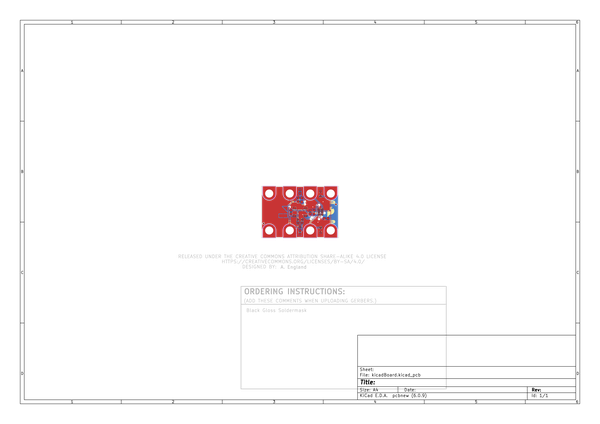 RELEASED UNDER THE CREATIVE COMMONS ATTRIBUTION SHARE-ALIKE 4.0 LICENSE
HTTPS://CREATIVECOMMONS.ORG/LICENSES/BY-SA/4.0/
DESIGNED BY: A. England
ORDERING INSTRUCTIONS:
(ADD THESE COMMENTS WHEN UPLOADING GERBERS.)
Black Gloss Soldermask
Sheet:
File: kicadBoard.kicad_pcb
Title:
Size: A4 Date: Rev:
KiCad E.D.A. pcbnew (6.0.9) Id: 1/1